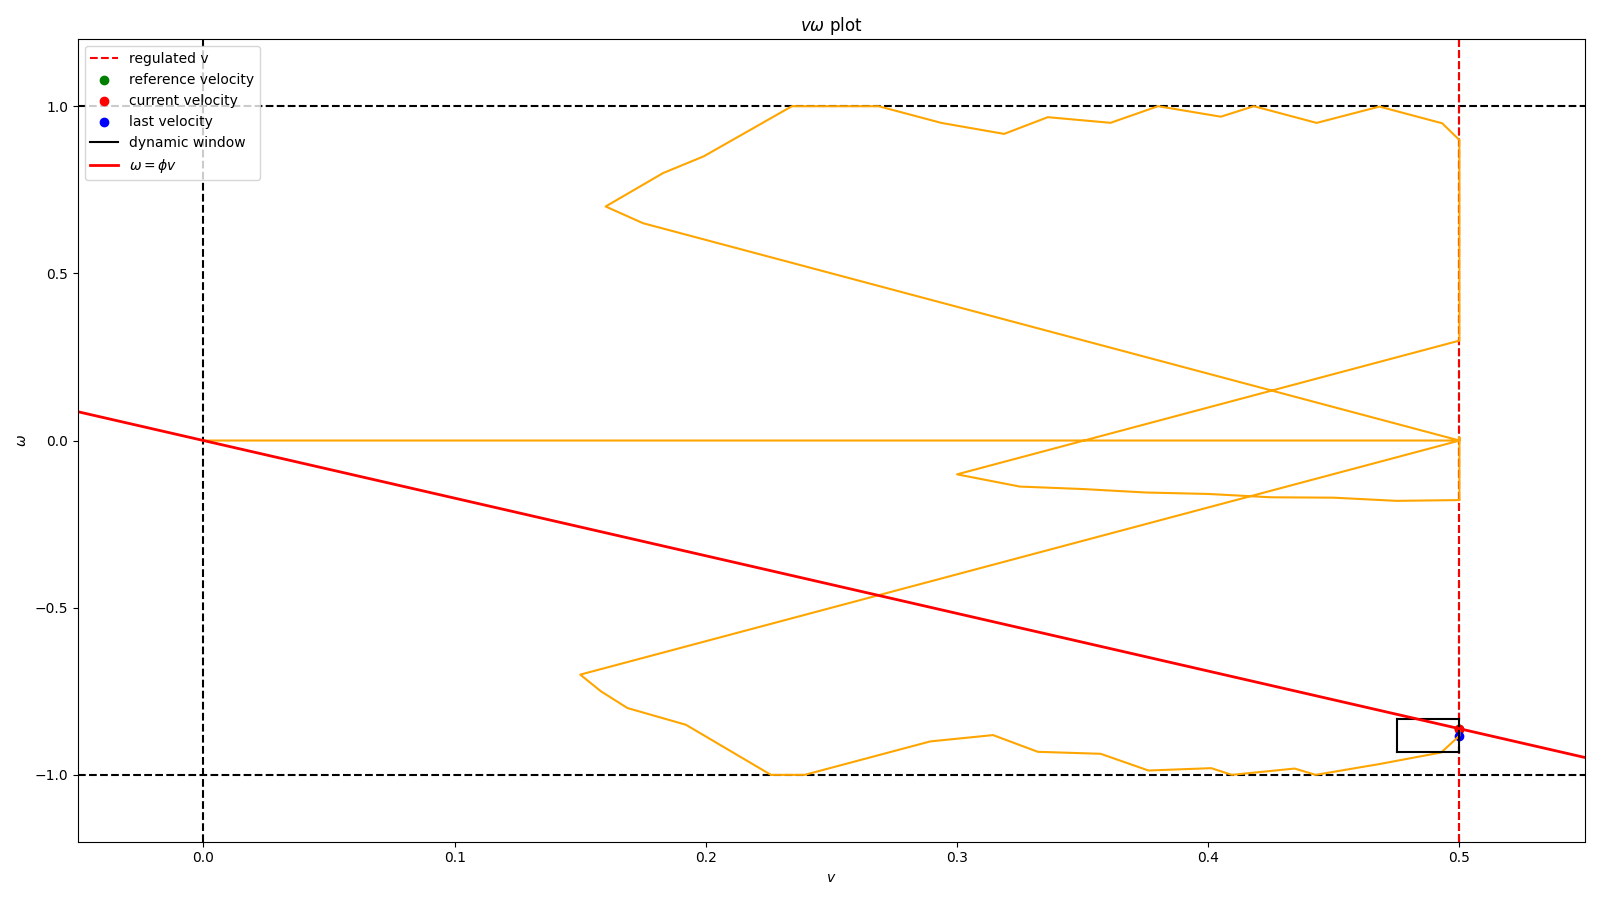 vω plot
regulated v
reference velocity
current velocity
last velocity
dynamic window
ω = ϕv
1.0
0.5
0.0
−0.5
−1.0
ω
0.0 0.1 0.2 0.3 0.4 0.5
v